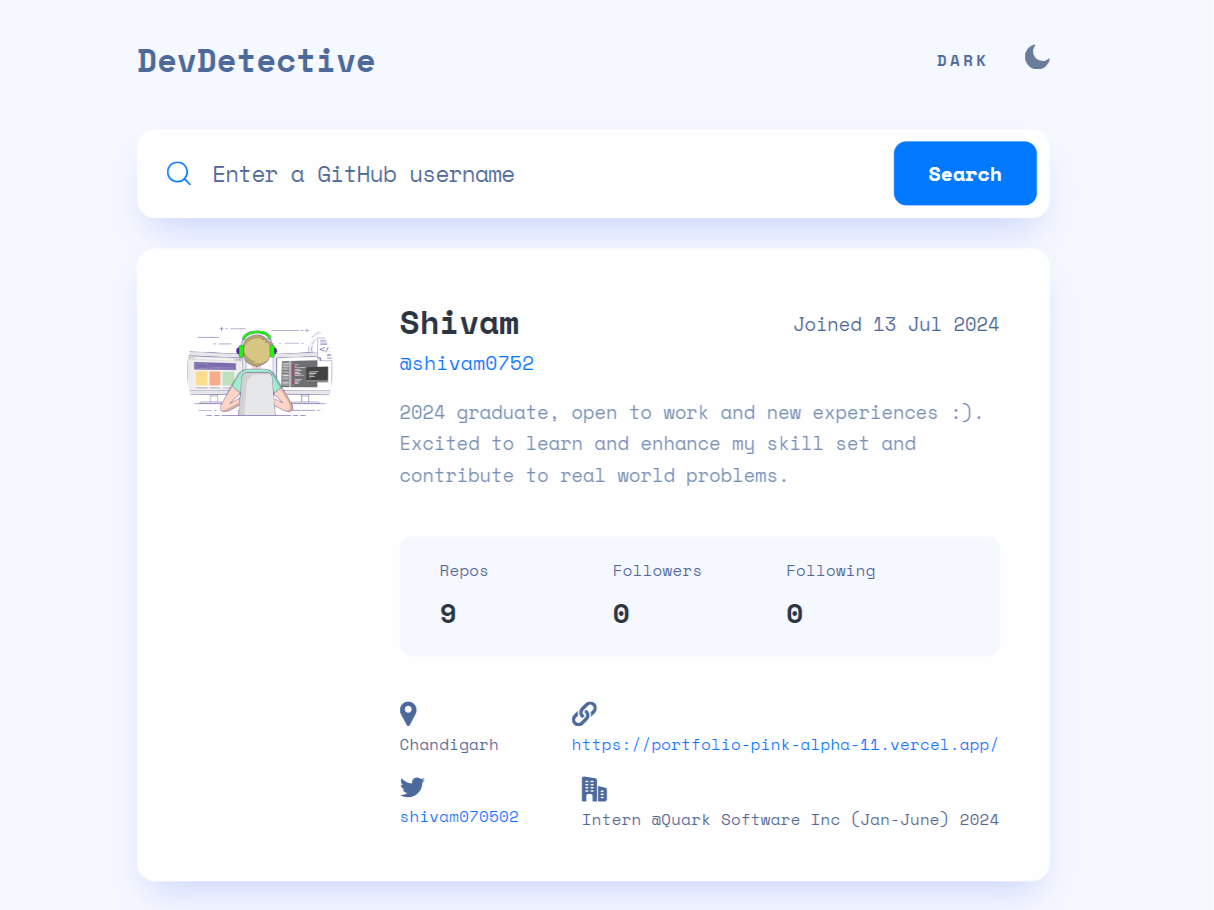 DevDetective
DARK
Enter a GitHub username
Search
Shivam
Joined 13 Jul 2024
@shivam0752
2024 graduate, open to work and new experiences :).
Excited to learn and enhance my skill set and
contribute to real world problems.
Repos
Followers
Following
9
0
0
Chandigarh
https://portfolio-pink-alpha-11.vercel.app/
shivam070502
Intern @Quark Software Inc (Jan-June) 2024